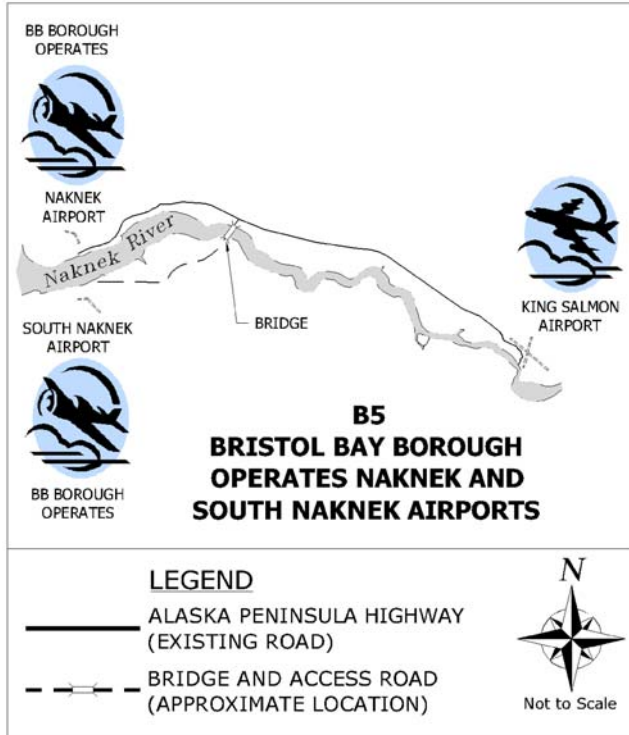 BB BOROUGH
OPERATES
NAKNEK
AIRPORT
Naknek River
BRIDGE
KING SALMON
AIRPORT
SOUTH NAKNEK
AIRPORT
BB BOROUGH
OPERATES
B5
BRISTOL BAY BOROUGH
OPERATES NAKNEK AND
SOUTH NAKNEK AIRPORTS
LEGEND
ALASKA PENINSULA HIGHWAY
(EXISTING ROAD)
BRIDGE AND ACCESS ROAD
(APPROXIMATE LOCATION)
N
Not to Scale